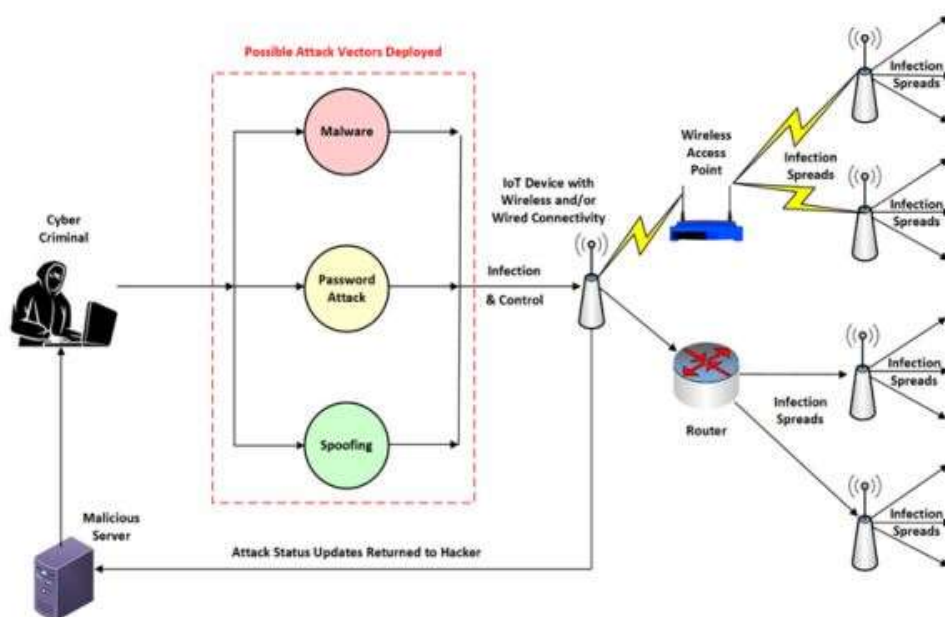 Possible Attack Vectors Deployed
Malware
Password
Attack
Spoofing
Cyber
Criminal
Malicious
Server
Attack Status Updates Returned to Hacker
Infection
& Control
IoT Device with
Wireless and/or
Wired Connectivity
Wireless
Access
Point
Infection
Spreads
Router
Infection
Spreads
Infection
Spreads
Infection
Spreads
Infection
Spreads
Infection
Spreads